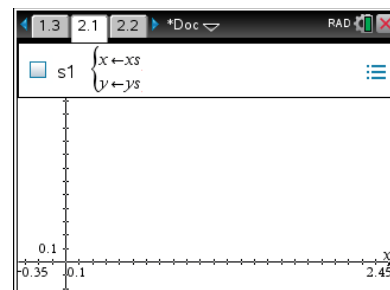 1.3 2.1 2.2 *Doc RAD
s1 { x←xs
y←ys
0.1
x
-0.35 0.1 2.45